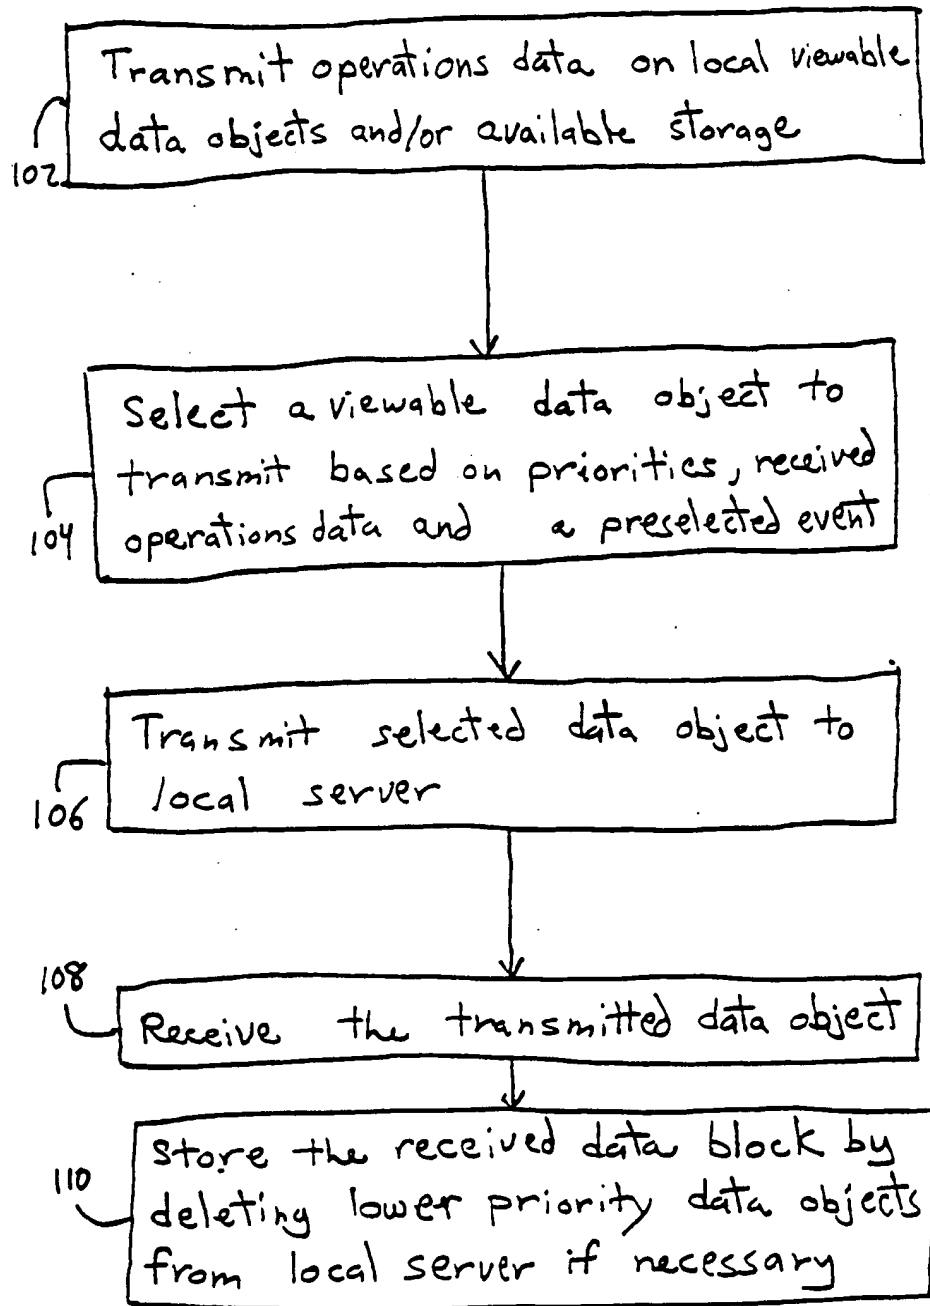 Transmit operations data on local viewable
data objects and/or available storage
102
Select a viewable data object to
transmit based on priorities, received
operations data and a preselected event
104
Transmit selected data object to
local server
106
108
Receive the transmitted data object
110
Store the received data block by
deleting lower priority data objects
from local server if necessary